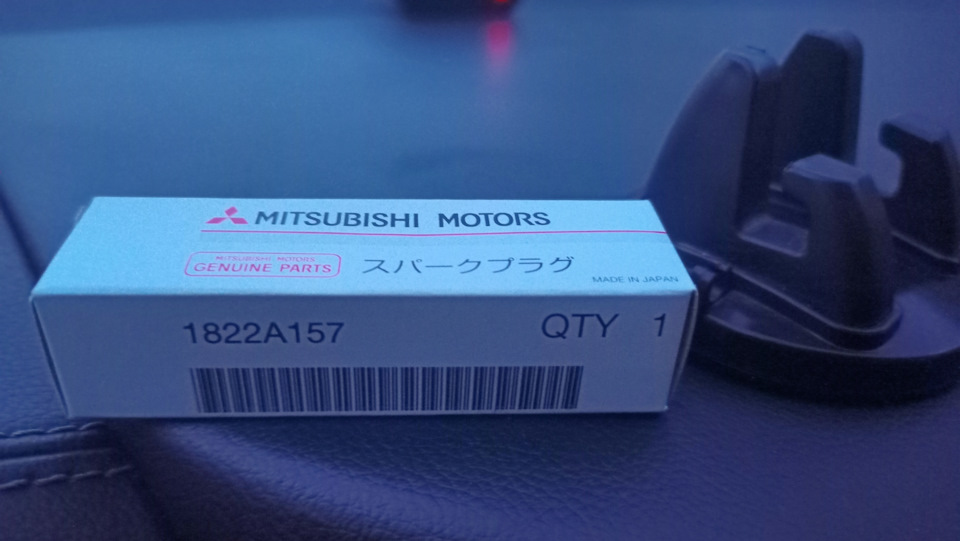 MITSUBISHI MOTORS
MITSUBISHI MOTORS
GENUINE PARTS
スパークプラグ
MADE IN JAPAN
1822A157
QTY 1